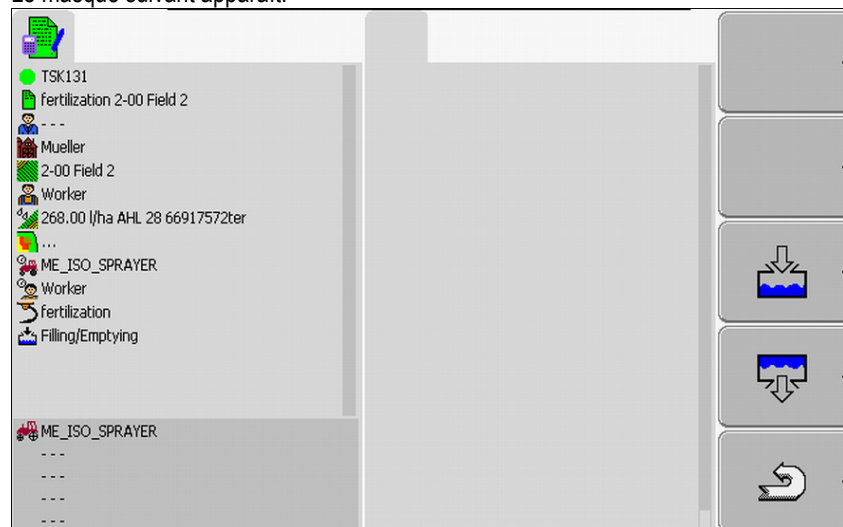 Le masque suivant apparaît:
TSK131
fertilization 2-00 Field 2
---
Mueller
2-00 Field 2
Worker
268.00 l/ha AHL 28 66917572ter
...
ME_ISO_SPRAYER
Worker
fertilization
Filling/Emptying
ME_ISO_SPRAYER
---
---
---
---